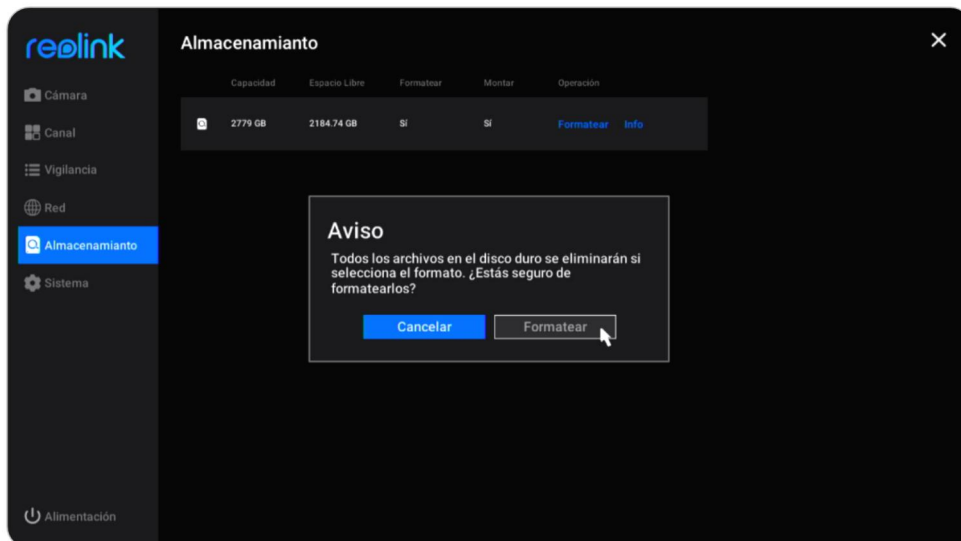 reolink
Almacenamianto
Cámara
Canal
Vigilancia
Red
Almacenamianto
Sistema
Alimentación
Capacidad Espacio Libre Formatear Montar Operación
2779 GB 2184.74 GB Sí Sí Formatear Info
Aviso
Todos los archivos en el disco duro se eliminarán si
selecciona el formato. ¿Estás seguro de
formatearlos?
Cancelar Formatear